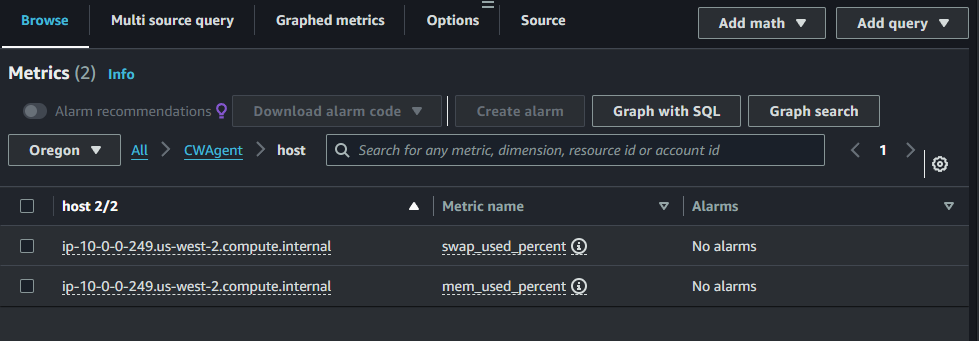 Browse Multi source query Graphed metrics Options Source Add math Add query
Metrics (2) Info
Alarm recommendations Download alarm code Create alarm Graph with SQL Graph search
Oregon All CWAgent host Search for any metric, dimension, resource id or account id 1
host 2/2 Metric name Alarms
ip-10-0-0-249.us-west-2.compute.internal swap_used_percent No alarms
ip-10-0-0-249.us-west-2.compute.internal mem_used_percent No alarms